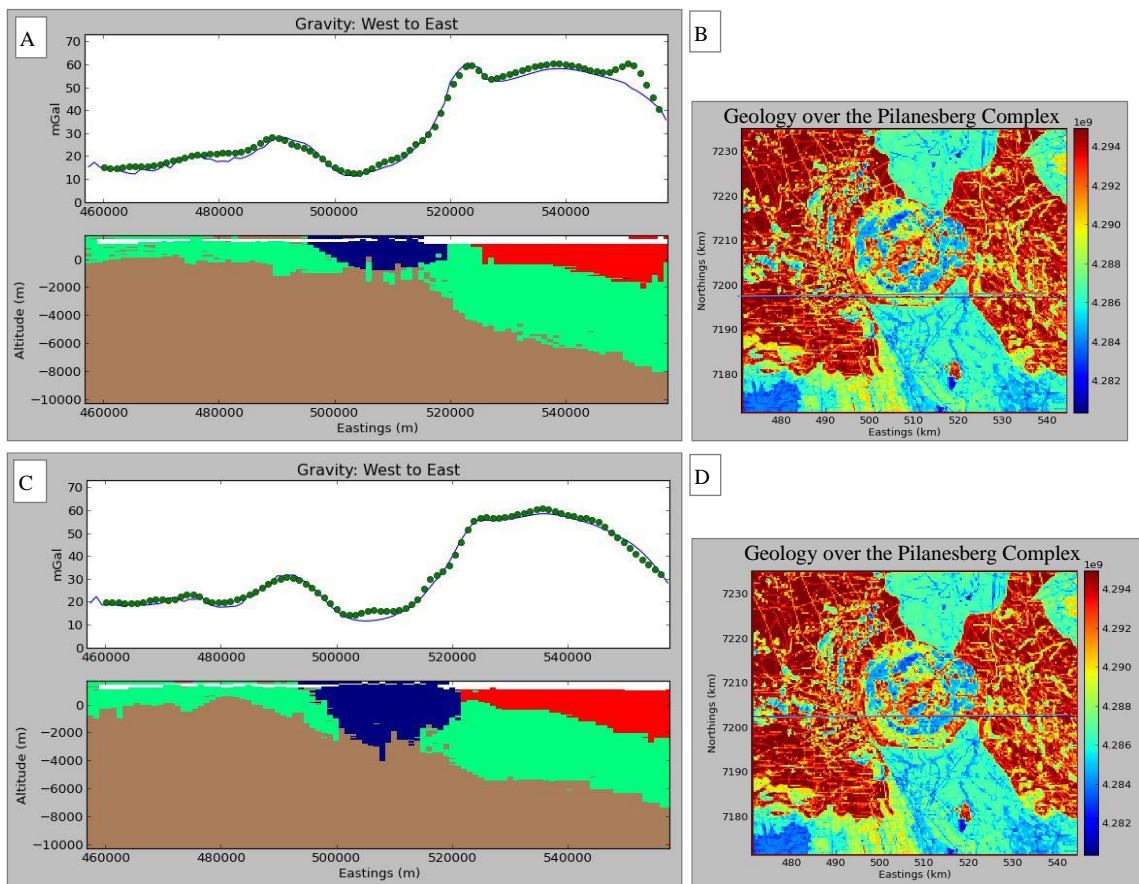 A
Gravity: West to East
70
60
50
40
30
20
10
0
mGal
460000 480000 500000 520000 540000
0
−2000
−4000
−6000
−8000
−10000
Altitude (m)
460000 480000 500000 520000 540000
Eastings (m)
B
Geology over the Pilanesberg Complex
1e9
7230
7220
7210
7200
7190
7180
Northings (km)
480 490 500 510 520 530 540
Eastings (km)
4.294
4.292
4.290
4.288
4.286
4.284
4.282
C
Gravity: West to East
70
60
50
40
30
20
10
0
mGal
460000 480000 500000 520000 540000
0
−2000
−4000
−6000
−8000
−10000
Altitude (m)
460000 480000 500000 520000 540000
Eastings (m)
D
Geology over the Pilanesberg Complex
1e9
7230
7220
7210
7200
7190
7180
Northings (km)
480 490 500 510 520 530 540
Eastings (km)
4.294
4.292
4.290
4.288
4.286
4.284
4.282